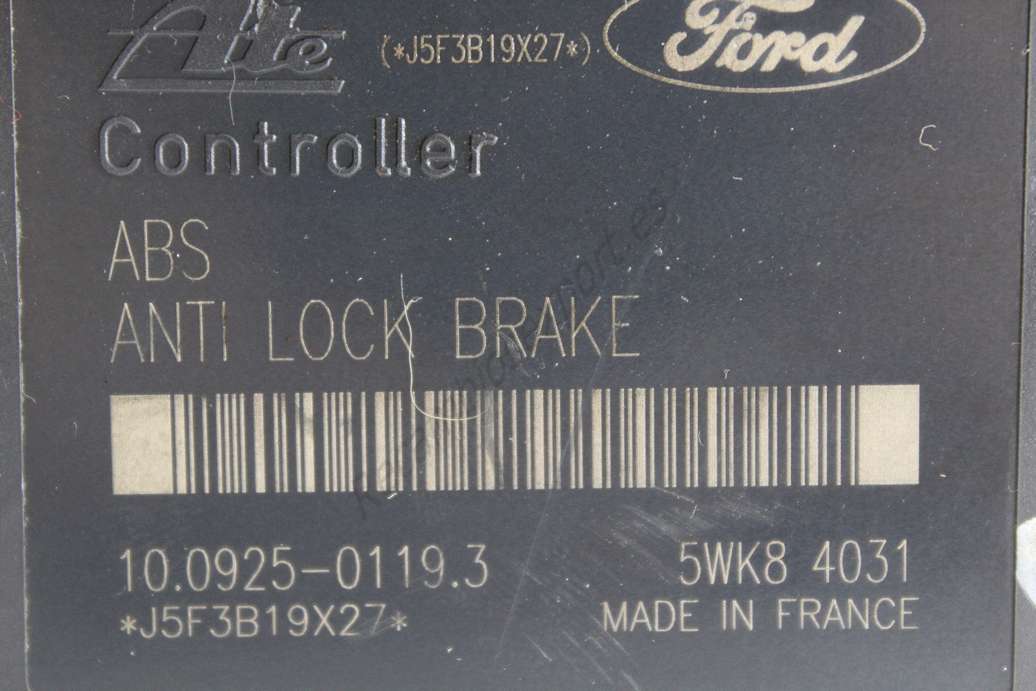 Ate (*J5F3B19X27*) Ford
Controller
ABS
ANTI LOCK BRAKE
10.0925-0119.3 5WK8 4031
*J5F3B19X27* MADE IN FRANCE